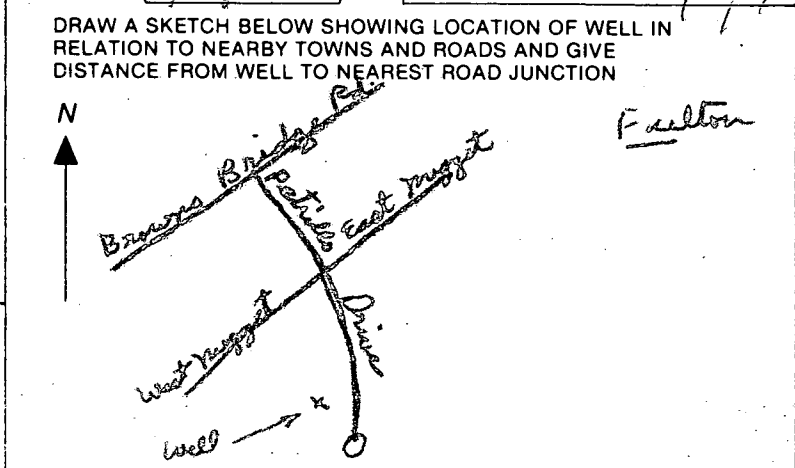 DRAW A SKETCH BELOW SHOWING LOCATION OF WELL IN
RELATION TO NEARBY TOWNS AND ROADS AND GIVE
DISTANCE FROM WELL TO NEAREST ROAD JUNCTION
N
Fulton
Browns Bridge Rd.
Petrillo
East Nugget
West Nugget
Drive
Well
x